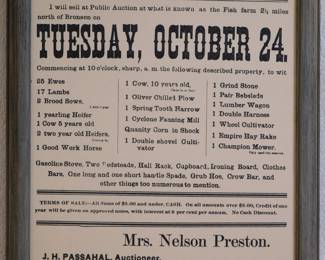 I will sell at Public Auction at what is known as the Fish farm 2½ miles
north of Bronson on
TUESDAY, OCTOBER 24.
Commencing at 10 o'clock, sharp, a. m. the following described property, to wit
25 Ewes
17 Lambs
2 Brood Sows.
1 yearling Heifer
1 Cow 5 years old
2 two year old Heifers,
1 Good Work Horse
1 Cow, 10 years old,
1 Oliver Chilled Plow
1 Spring Tooth Harrow
1 Cyclone Fanning Mill
Quanity Corn in Shock
1 Double shovel Culti-
vator
1 Grind Stone
1 Pair Bobsleds
1 Lumber Wagon
1 Double Harness
1 Wheel Cultivator
1 Empire Hay Rake
1 Champion Mower.
Gasoline Stove, Two Bedsteads, Hall Rack, Cupboard, Ironing Board, Clothes
Bars, One long and one short handle Spade, Grub Hoe, Crow Bar, and
other things too numerous to mention.
TERMS OF SALE:—All Sums of $5.00 and under, CASH. On all amounts over $5.00, Credit of one
year will be given on approved notes, with interest at 6 per cent per annum. No Cash Discount.
Mrs. Nelson Preston.
J. H. PASSAHAL, Auctioneer.